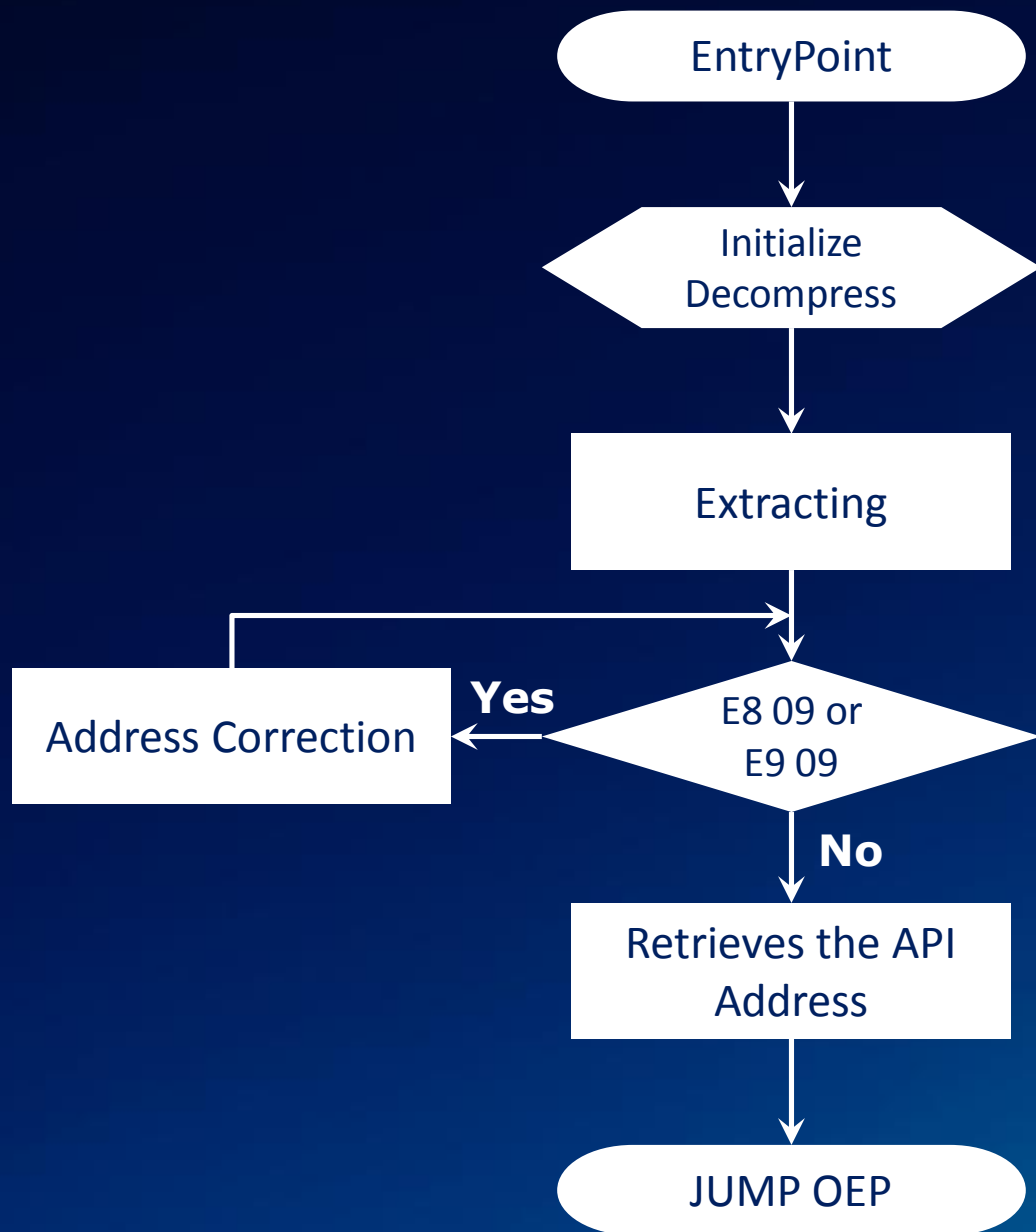 EntryPoint
Initialize
Decompress
Extracting
Address Correction
Yes
E8 09 or
E9 09
No
Retrieves the API
Address
JUMP OEP